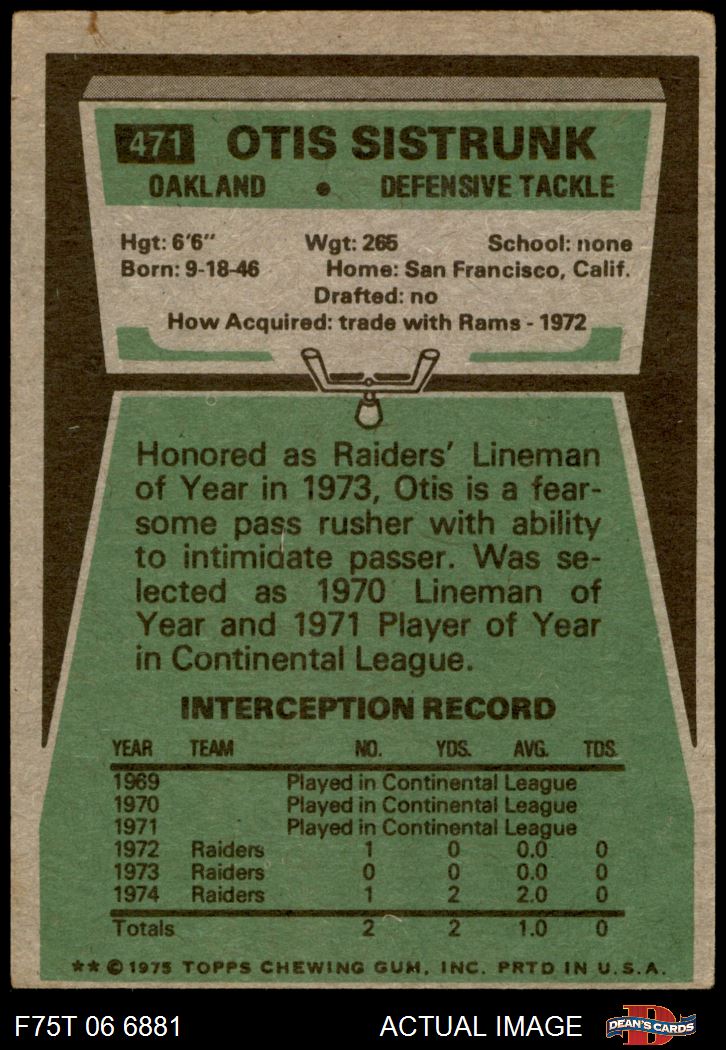 471 OTIS SISTRUNK
OAKLAND • DEFENSIVE TACKLE
Hgt: 6'6" Wgt: 265 School: none
Born: 9-18-46 Home: San Francisco, Calif.
Drafted: no
How Acquired: trade with Rams - 1972
Honored as Raiders' Lineman
of Year in 1973, Otis is a fear-
some pass rusher with ability
to intimidate passer. Was se-
lected as 1970 Lineman of
Year and 1971 Player of Year
in Continental League.
INTERCEPTION RECORD
YEAR TEAM NO. YDS. AVG. TDS.
1969 Played in Continental League
1970 Played in Continental League
1971 Played in Continental League
1972 Raiders 1 0 0.0 0
1973 Raiders 0 0 0.0 0
1974 Raiders 1 2 2.0 0
Totals 2 2 1.0 0
** © 1975 TOPPS CHEWING GUM, INC. PRTD IN U.S.A.
F75T 06 6881 ACTUAL IMAGE D DEAN'S CARDS